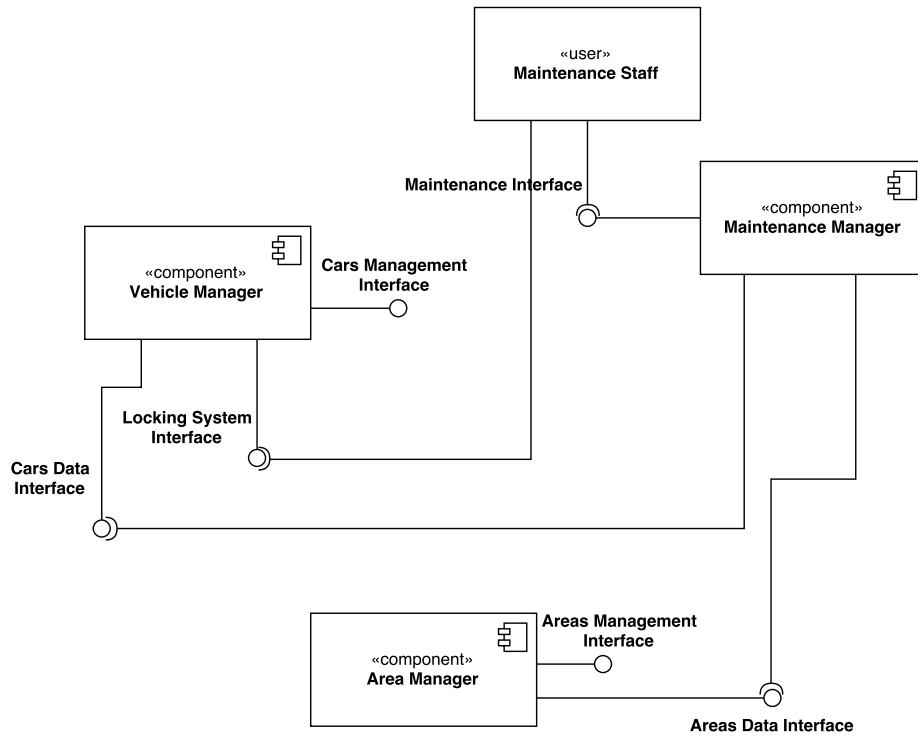 «user»
Maintenance Staff
Maintenance Interface
«component»
Maintenance Manager
«component»
Vehicle Manager
Cars Management
Interface
Locking System
Interface
Cars Data
Interface
«component»
Area Manager
Areas Management
Interface
Areas Data Interface